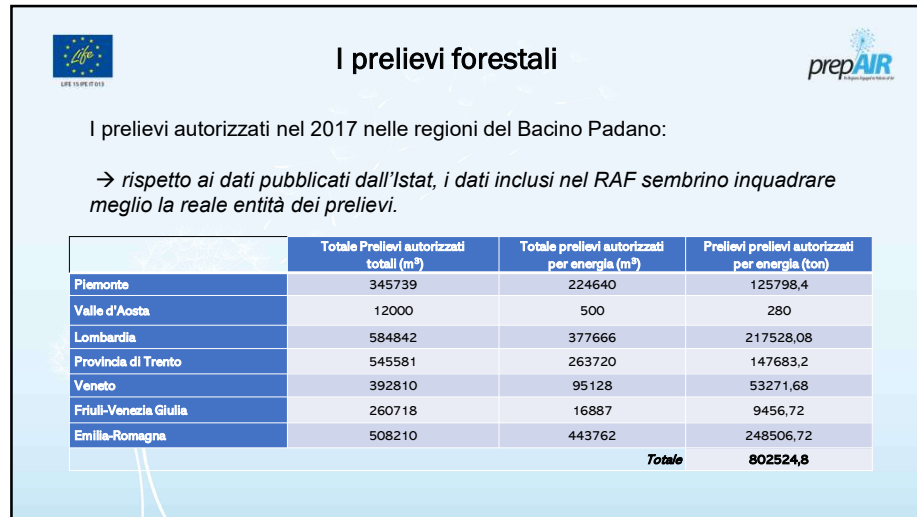 Life
LIFE 15 IPE IT 013
I prelievi forestali
prepAIR
I prelievi autorizzati nel 2017 nelle regioni del Bacino Padano:
→ rispetto ai dati pubblicati dall'Istat, i dati inclusi nel RAF sembrino inquadrare
meglio la reale entità dei prelievi.
Totale Prelievi autorizzati totali (m³) Totale prelievi autorizzati per energia (m³) Prelievi prelievi autorizzati per energia (ton)
Piemonte 345739 224640 125798,4
Valle d'Aosta 12000 500 280
Lombardia 584842 377666 217528,08
Provincia di Trento 545581 263720 147683,2
Veneto 392810 95128 53271,68
Friuli-Venezia Giulia 260718 16887 9456,72
Emilia-Romagna 508210 443762 248506,72
Totale 802524,8